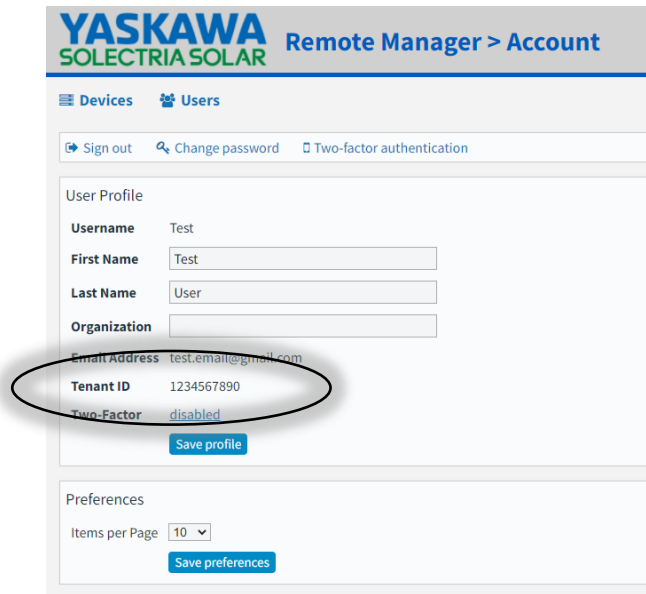 YASKAWA
SOLECTRIA SOLAR
Remote Manager > Account
Devices Users
Sign out Change password Two-factor authentication
User Profile
Username Test
First Name Test
Last Name User
Organization
Email Address test.email@gmail.com
Tenant ID 1234567890
Two-Factor disabled
Save profile
Preferences
Items per Page 10
Save preferences